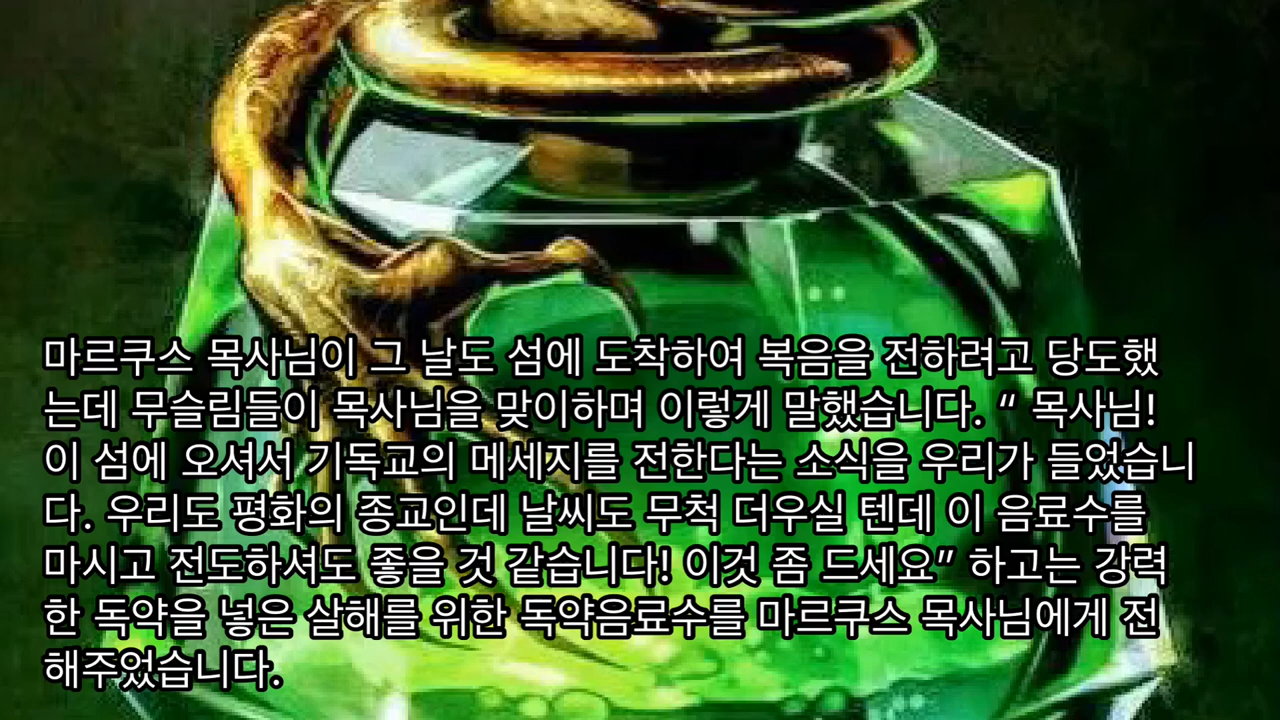 마르쿠스 목사님이 그 날도 섬에 도착하여 복음을 전하려고 당도했
는데 무슬림들이 목사님을 맞이하며 이렇게 말했습니다. “ 목사님!
이 섬에 오셔서 기독교의 메세지를 전한다는 소식을 우리가 들었습니
다. 우리도 평화의 종교인데 날씨도 무척 더우실 텐데 이 음료수를
마시고 전도하셔도 좋을 것 같습니다! 이것 좀 드세요” 하고는 강력
한 독약을 넣은 살해를 위한 독약음료수를 마르쿠스 목사님에게 전
해주었습니다.